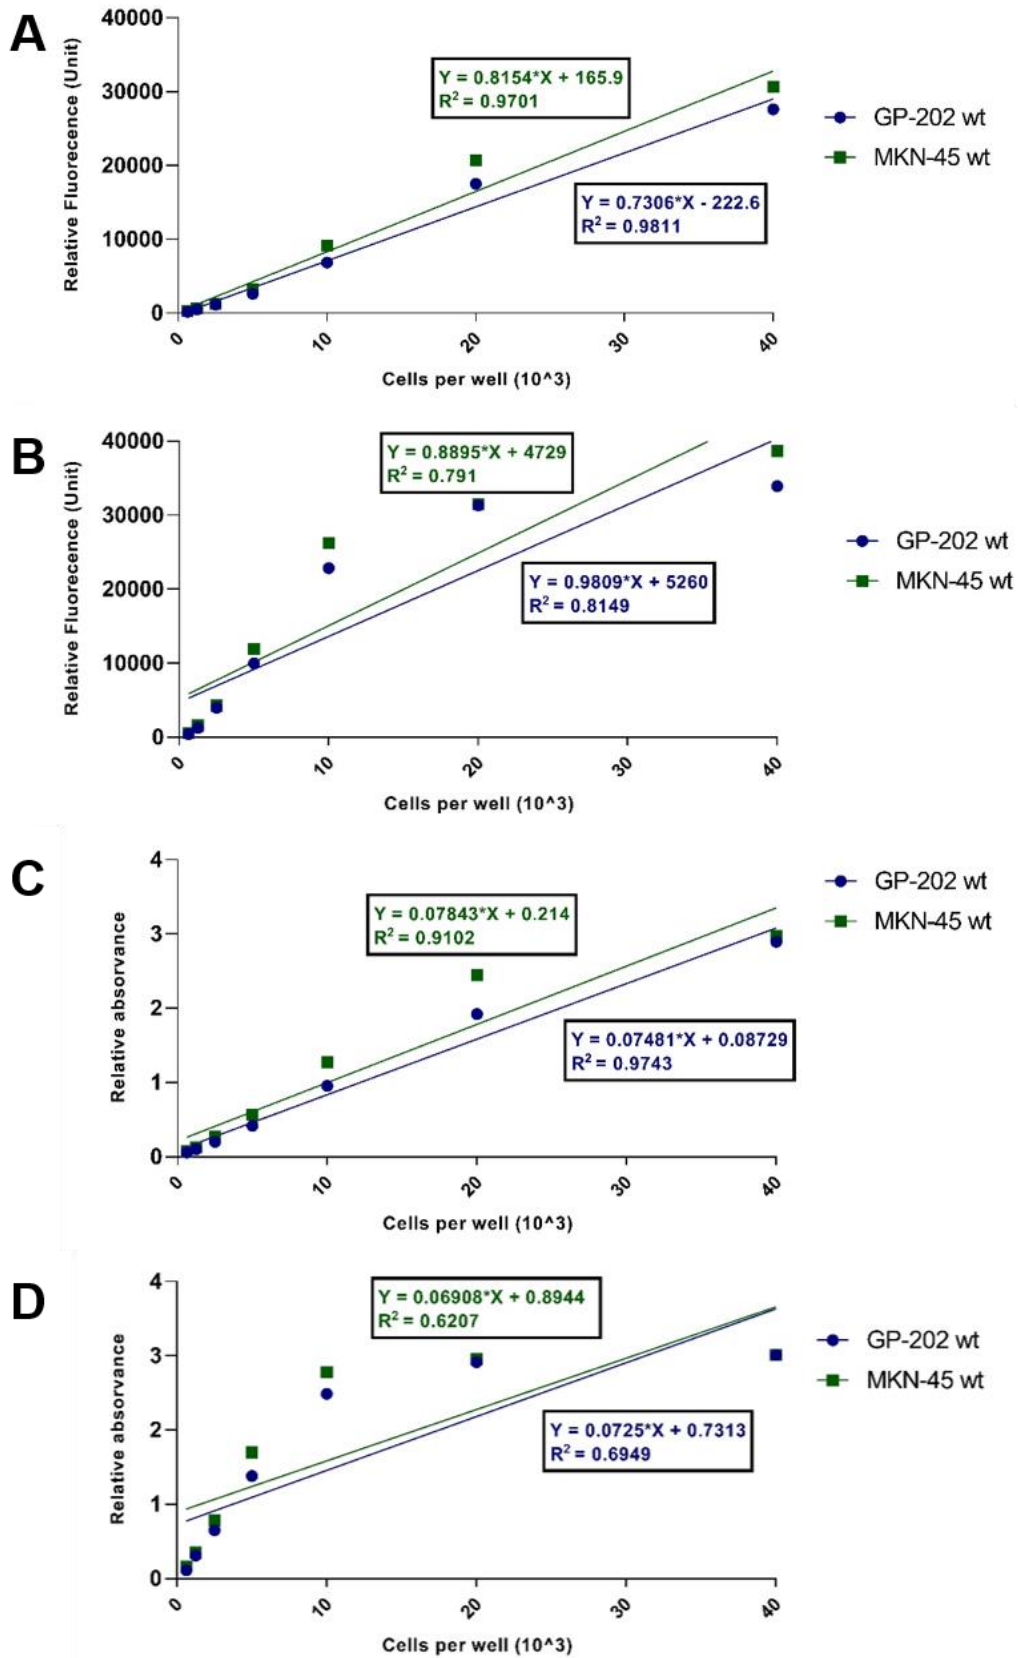 A
Relative Fluorecence (Unit)
40000
30000
20000
10000
0
Y = 0.8154*X + 165.9
R² = 0.9701
Y = 0.7306*X - 222.6
R² = 0.9811
GP-202 wt
MKN-45 wt
0 10 20 30 40
Cells per well (10^3)
B
Relative Fluorecence (Unit)
40000
30000
20000
10000
0
Y = 0.8895*X + 4729
R² = 0.791
Y = 0.9809*X + 5260
R² = 0.8149
GP-202 wt
MKN-45 wt
0 10 20 30 40
Cells per well (10^3)
C
Relative absorvance
4
3
2
1
0
Y = 0.07843*X + 0.214
R² = 0.9102
Y = 0.07481*X + 0.08729
R² = 0.9743
GP-202 wt
MKN-45 wt
0 10 20 30 40
Cells per well (10^3)
D
Relative absorvance
4
3
2
1
0
Y = 0.06908*X + 0.8944
R² = 0.6207
Y = 0.0725*X + 0.7313
R² = 0.6949
GP-202 wt
MKN-45 wt
0 10 20 30 40
Cells per well (10^3)